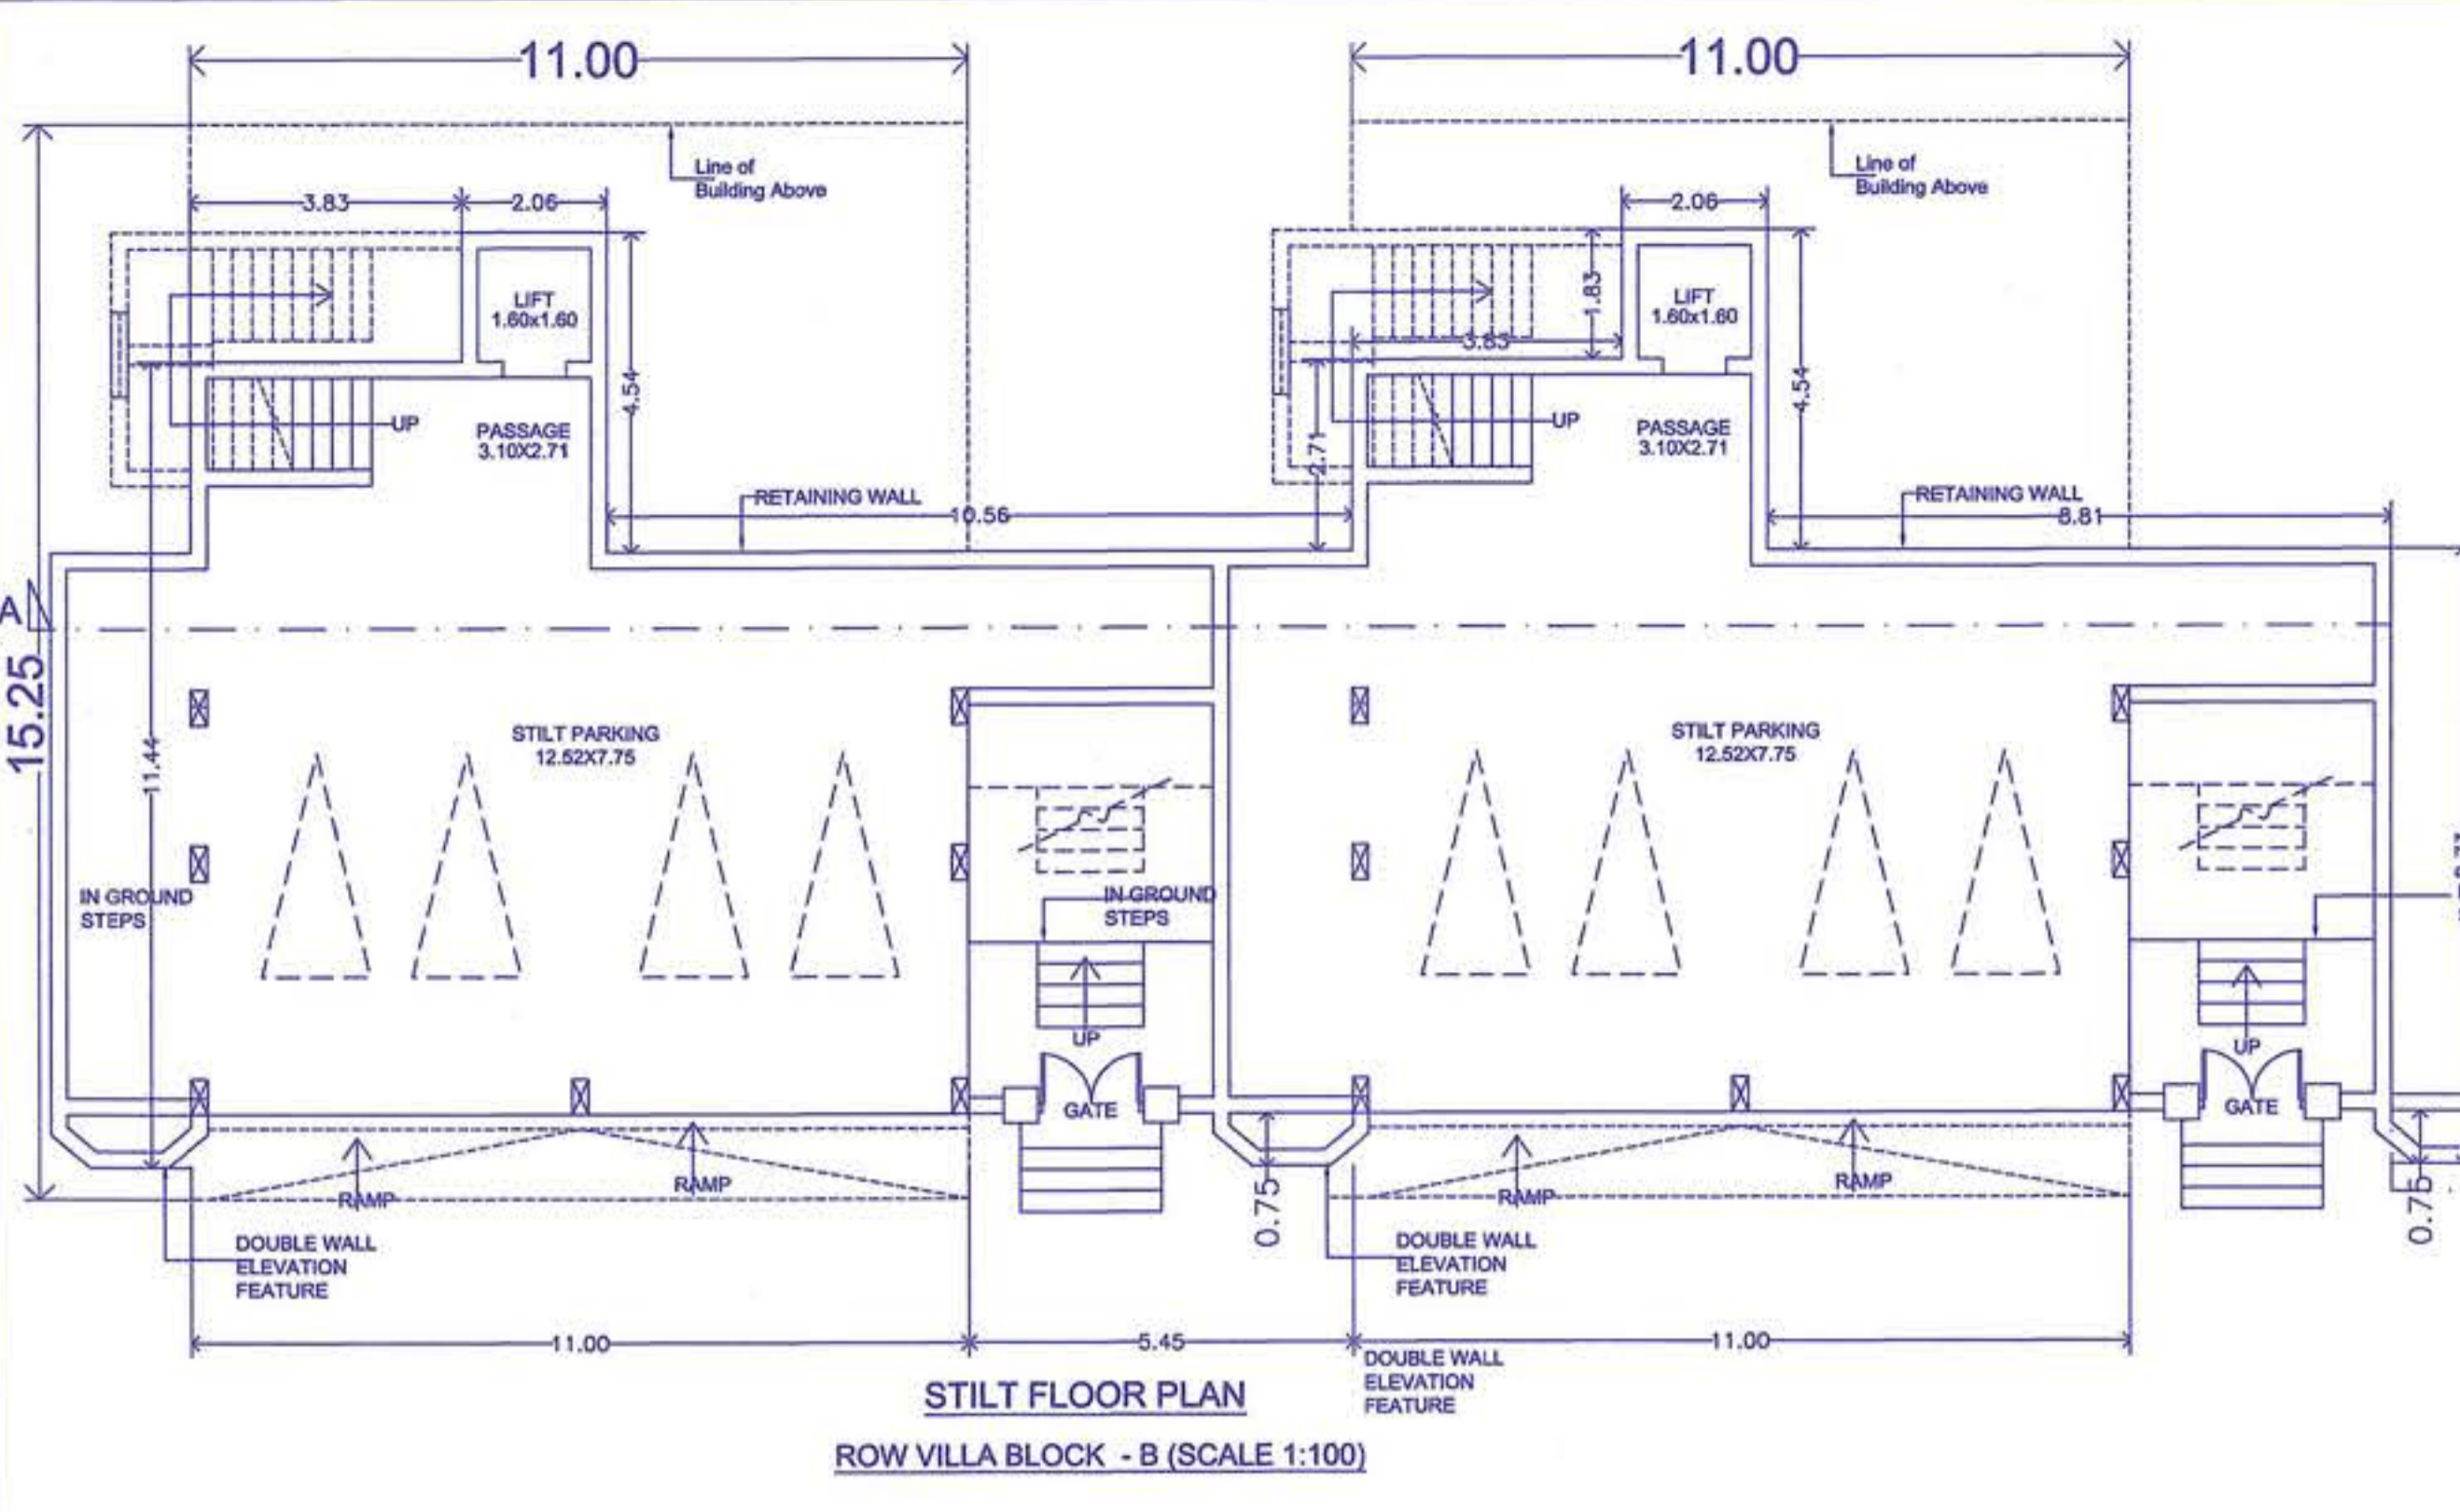 11.00
11.00
Line of
Building Above
Line of
Building Above
3.83
2.06
2.06
LIFT
1.60x1.60
1.83
LIFT
1.60x1.60
3.83
4.54
4.54
UP
PASSAGE
3.10X2.71
UP
PASSAGE
3.10X2.71
2.71
RETAINING WALL
10.56
RETAINING WALL
8.81
A
15.25
11.44
STILT PARKING
12.52X7.75
STILT PARKING
12.52X7.75
IN GROUND
STEPS
IN GROUND
STEPS
UP
UP
GATE
GATE
RAMP
RAMP
RAMP
RAMP
0.75
0.75
DOUBLE WALL
ELEVATION
FEATURE
DOUBLE WALL
ELEVATION
FEATURE
11.00
5.45
11.00
DOUBLE WALL
ELEVATION
FEATURE
STILT FLOOR PLAN
ROW VILLA BLOCK - B (SCALE 1:100)